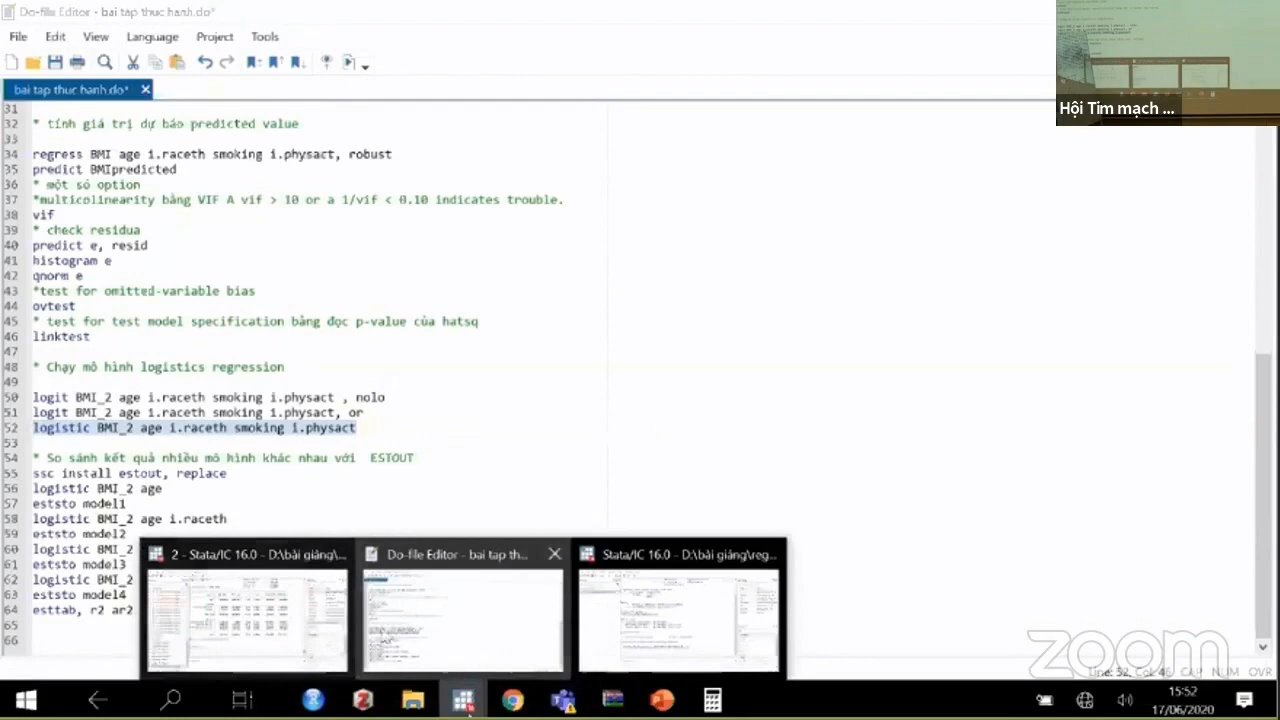 Do-file Editor - bai tap thuc hanh.do*
File Edit View Language Project Tools
bai tap thuc hanh.do*
Hội Tim mạch ...
31
32 * tính giá trị dự báo predicted value
33
34 regress BMI age i.raceth smoking i.physact, robust
35 predict BMIpredicted
36 * một số option
37 *multicolinearity bằng VIF A vif > 10 or a 1/vif < 0.10 indicates trouble.
38 vif
39 * check residua
40 predict e, resid
41 histogram e
42 qnorm e
43 *test for omitted-variable bias
44 ovtest
45 * test for test model specification bằng đọc p-value của hatsq
46 linktest
47
48 * Chạy mô hình logistics regression
49
50 logit BMI_2 age i.raceth smoking i.physact , nolo
51 logit BMI_2 age i.raceth smoking i.physact, or
52 logistic BMI_2 age i.raceth smoking i.physact
53
54 * So sánh kết quả nhiều mô hình khác nhau với ESTOUT
55 ssc install estout, replace
56 logistic BMI_2 age
57 eststo model1
58 logistic BMI_2 age i.raceth
59 eststo model2
60 logistic BMI_2
61 eststo model3
62 logistic BMI_2
63 eststo model4
64 esttab, r2 ar2
65
66
2 - Stata/IC 16.0 - D:\bài giảng\...
Do-file Editor - bai tap th...
Stata/IC 16.0 - D:\bài giảng\reg...
zoom
Line: 52, Col: 46 CAP NUM OVR
15:52
17/06/2020